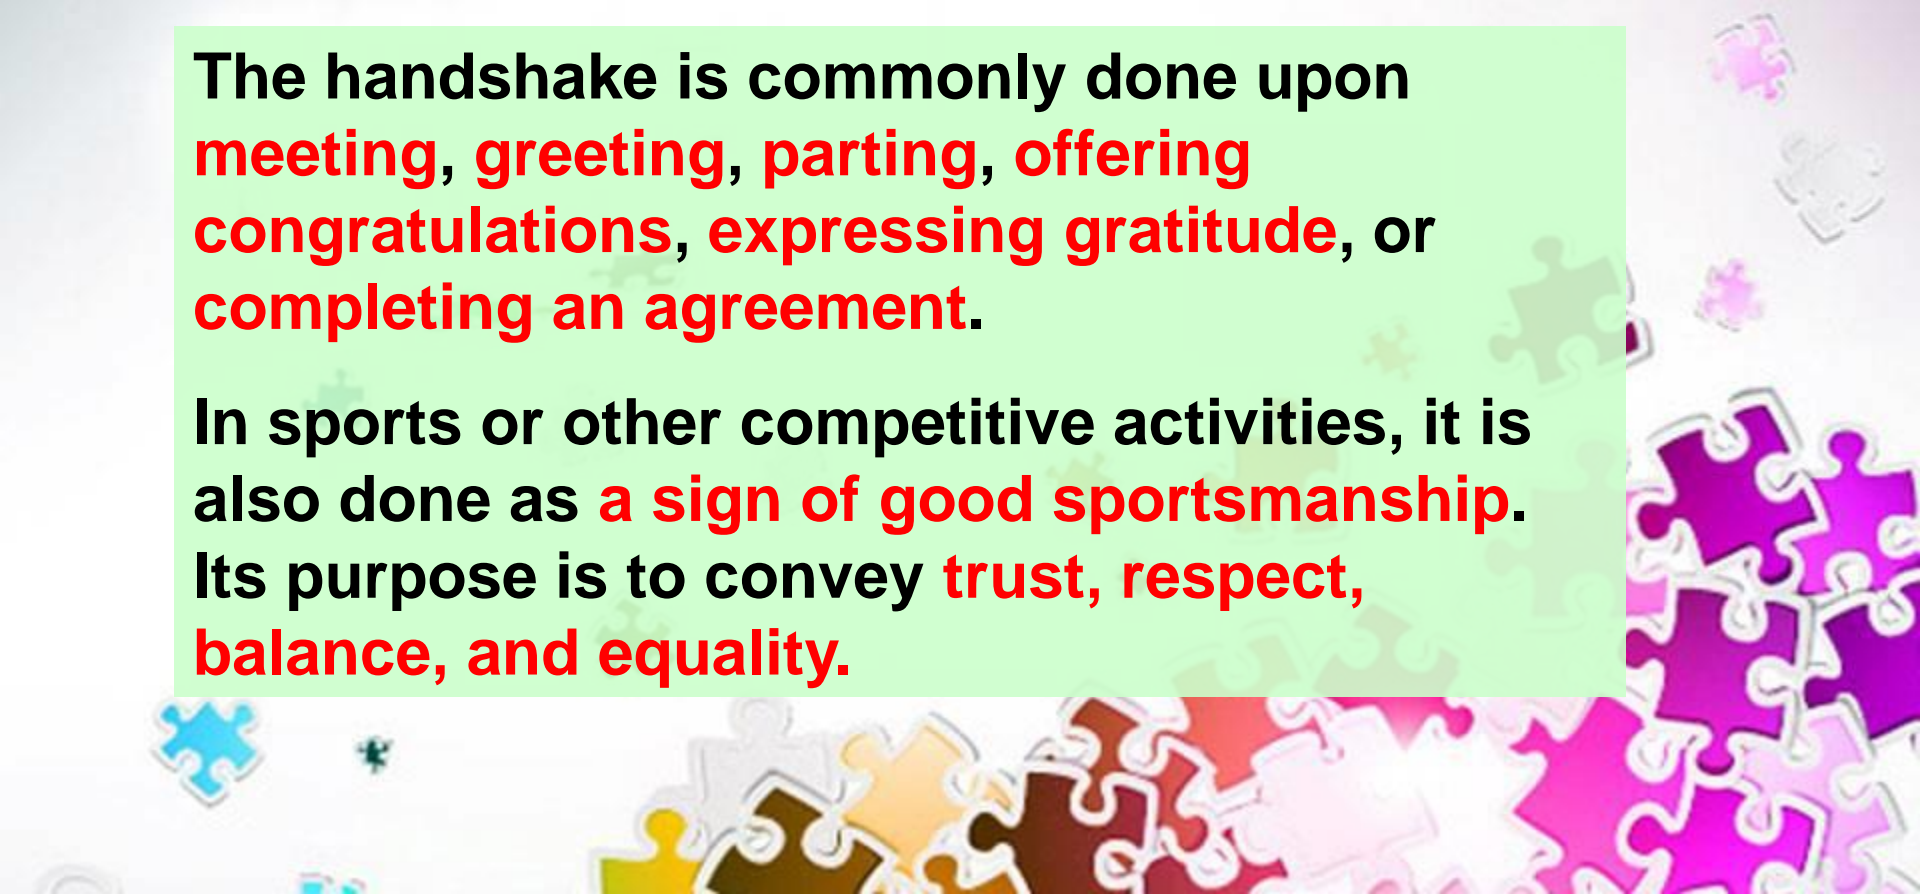 The handshake is commonly done upon
meeting, greeting, parting, offering
congratulations, expressing gratitude, or
completing an agreement.
In sports or other competitive activities, it is
also done as a sign of good sportsmanship.
Its purpose is to convey trust, respect,
balance, and equality.